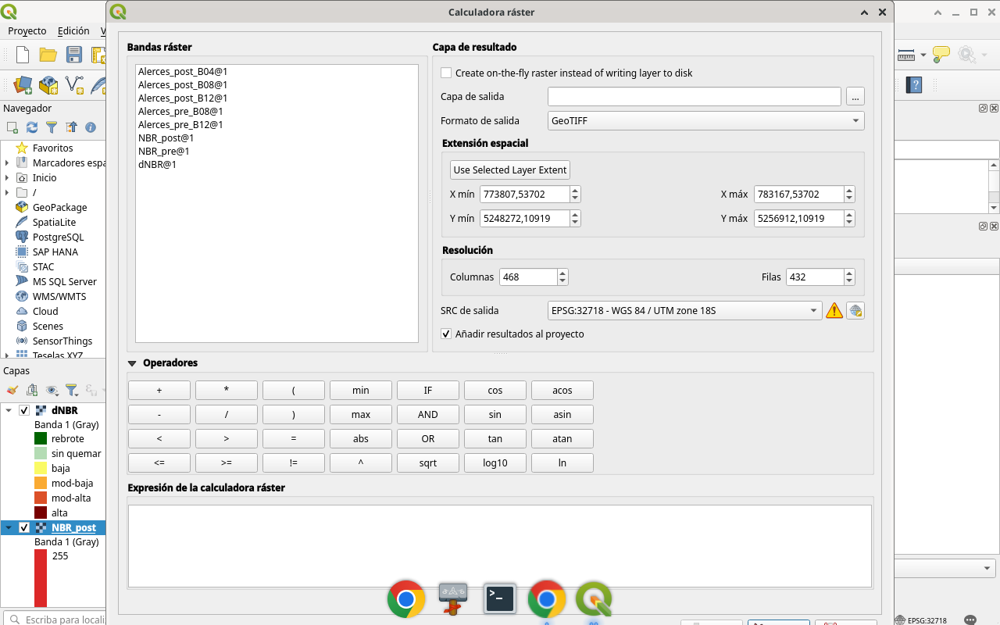 Calculadora ráster
Proyecto Edición V
Navegador
Favoritos
Marcadores espa
Inicio
/
GeoPackage
SpatiaLite
PostgreSQL
SAP HANA
STAC
MS SQL Server
WMS/WMTS
Cloud
Scenes
SensorThings
Teselas XYZ
Capas
dNBR
Banda 1 (Gray)
rebrote
sin quemar
baja
mod-baja
mod-alta
alta
NBR_post
Banda 1 (Gray)
255
Escriba para locali
Bandas ráster
Alerces_post_B04@1
Alerces_post_B08@1
Alerces_post_B12@1
Alerces_pre_B08@1
Alerces_pre_B12@1
NBR_post@1
NBR_pre@1
dNBR@1
Capa de resultado
Create on-the-fly raster instead of writing layer to disk
Capa de salida ...
Formato de salida GeoTIFF
Extensión espacial
Use Selected Layer Extent
X mín 773807,53702 X máx 783167,53702
Y mín 5248272,10919 Y máx 5256912,10919
Resolución
Columnas 468 Filas 432
SRC de salida EPSG:32718 - WGS 84 / UTM zone 18S
Añadir resultados al proyecto
Operadores
+ * ( min IF cos acos
- / ) max AND sin asin
< > = abs OR tan atan
<= >= != ^ sqrt log10 ln
Expresión de la calculadora ráster
EPSG:32718